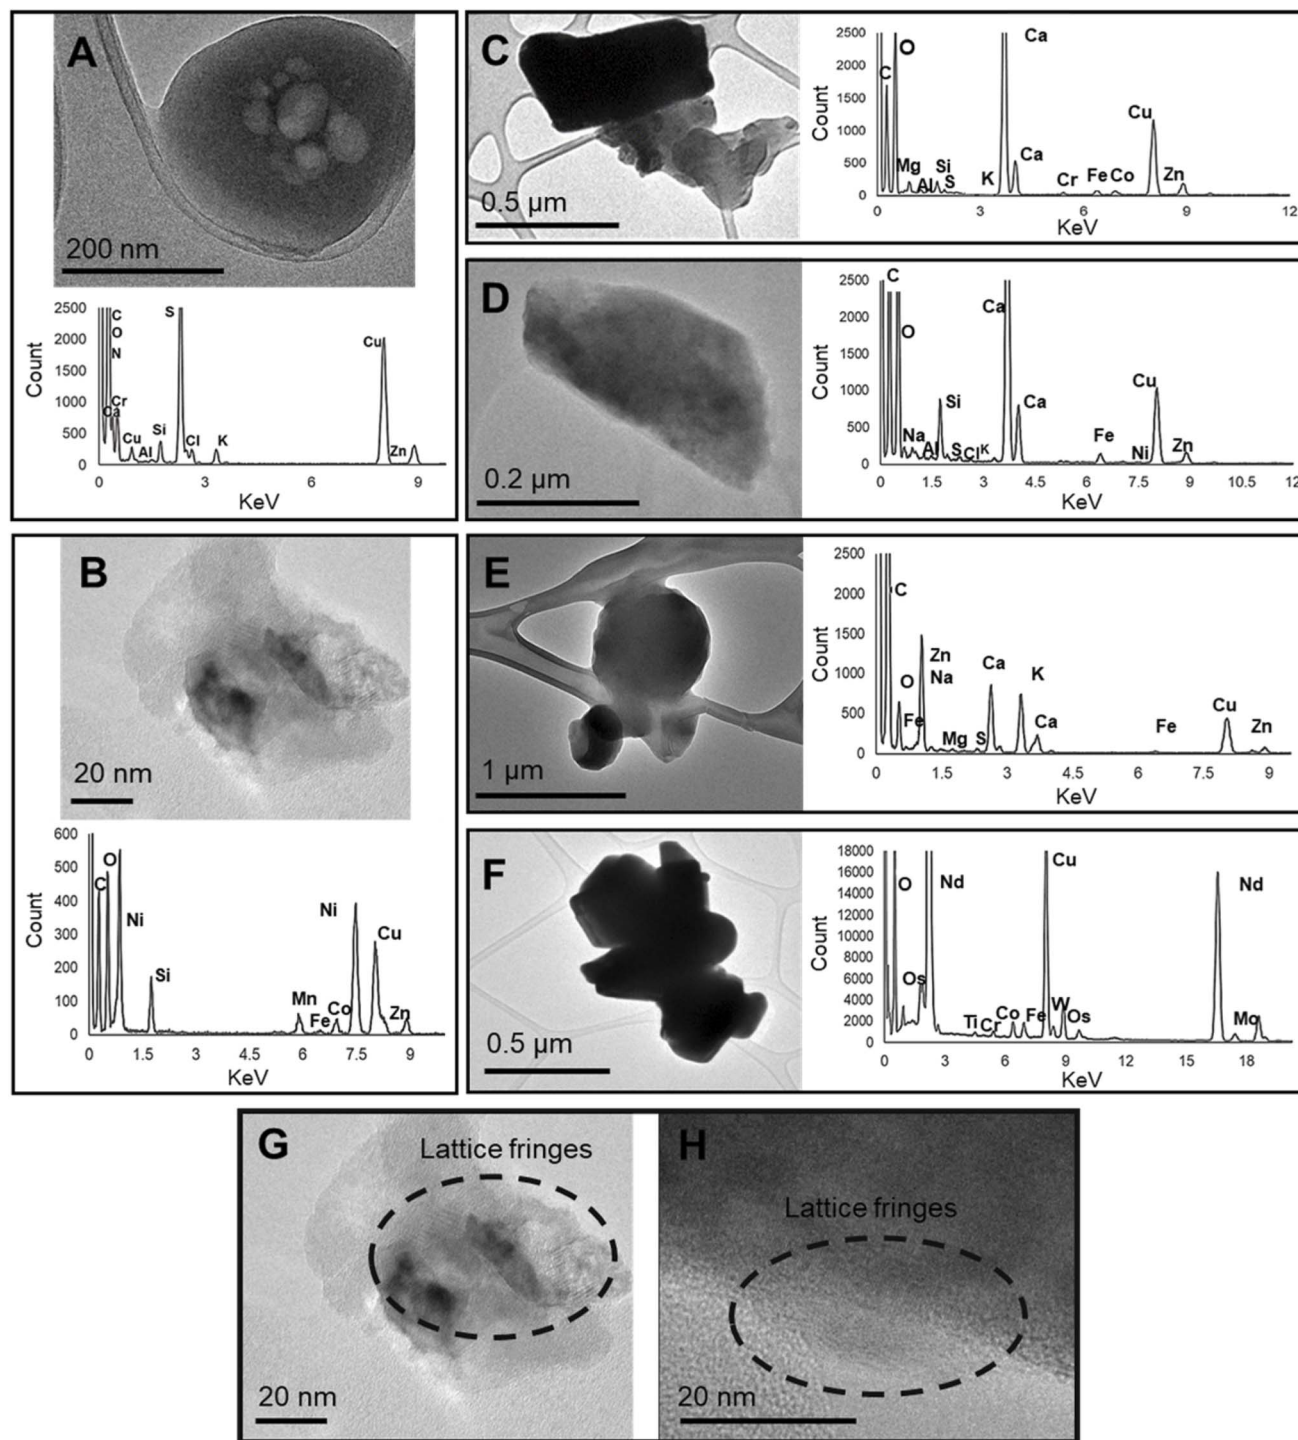 A
200 nm
2500
2000
1500
1000
500
0
Count
C
O
N
Cr
Ca
Cu
Al
Si
S
Cl
K
Cu
Zn
0 3 6 9
KeV
B
20 nm
600
500
400
300
200
100
0
Count
C
O
Ni
Si
Mn
Fe
Co
Ni
Cu
Zn
0 1.5 3 4.5 6 7.5 9
KeV
C
0.5 µm
2500
2000
1500
1000
500
0
Count
C
O
Mg
Al
Si
S
K
Ca
Ca
Cr
Fe Co
Cu
Zn
0 3 6 9 12
KeV
D
0.2 µm
2500
2000
1500
1000
500
0
Count
C
O
Na
Al
Si
S
Cl
K
Ca
Ca
Fe
Ni
Cu
Zn
0 1.5 3 4.5 6 7.5 9 10.5 12
KeV
E
1 µm
2500
2000
1500
1000
500
0
Count
C
O
Fe
Zn
Na
Mg
S
Ca
K
Ca
Fe
Cu
Zn
0 1.5 3 4.5 6 7.5 9
KeV
F
0.5 µm
18000
16000
14000
12000
10000
8000
6000
4000
2000
0
Count
O
Os
Nd
Ti
Cr
Co
Fe
Cu
W
Os
Nd
Mo
0 3 6 9 12 15 18
KeV
G
Lattice fringes
20 nm
H
Lattice fringes
20 nm